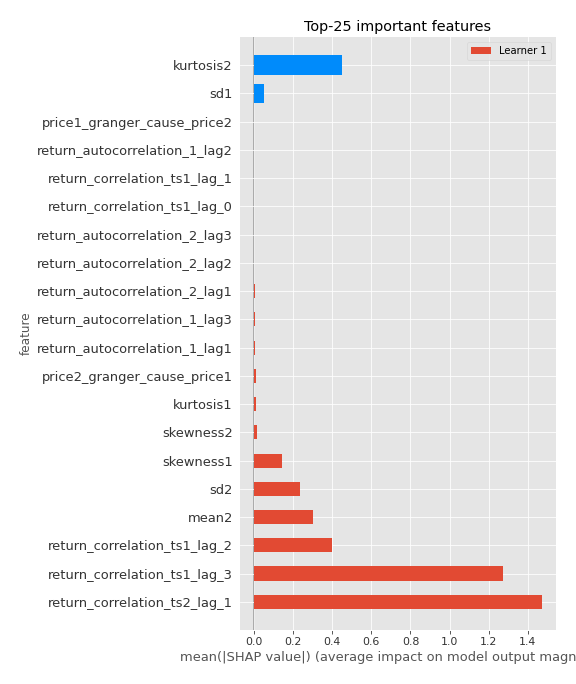 Top-25 important features
Learner 1
kurtosis2
sd1
price1_granger_cause_price2
return_autocorrelation_1_lag2
return_correlation_ts1_lag_1
return_correlation_ts1_lag_0
return_autocorrelation_2_lag3
return_autocorrelation_2_lag2
return_autocorrelation_2_lag1
return_autocorrelation_1_lag3
return_autocorrelation_1_lag1
price2_granger_cause_price1
kurtosis1
skewness2
skewness1
sd2
mean2
return_correlation_ts1_lag_2
return_correlation_ts1_lag_3
return_correlation_ts2_lag_1
feature
0.0 0.2 0.4 0.6 0.8 1.0 1.2 1.4
mean(|SHAP value|) (average impact on model output magn